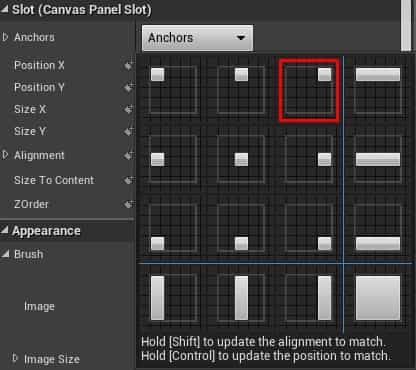 Slot (Canvas Panel Slot)
Anchors
Anchors
Position X
Position Y
Size X
Size Y
Alignment
Size To Content
ZOrder
Appearance
Brush
Image
Image Size
Hold [Shift] to update the alignment to match.
Hold [Control] to update the position to match.